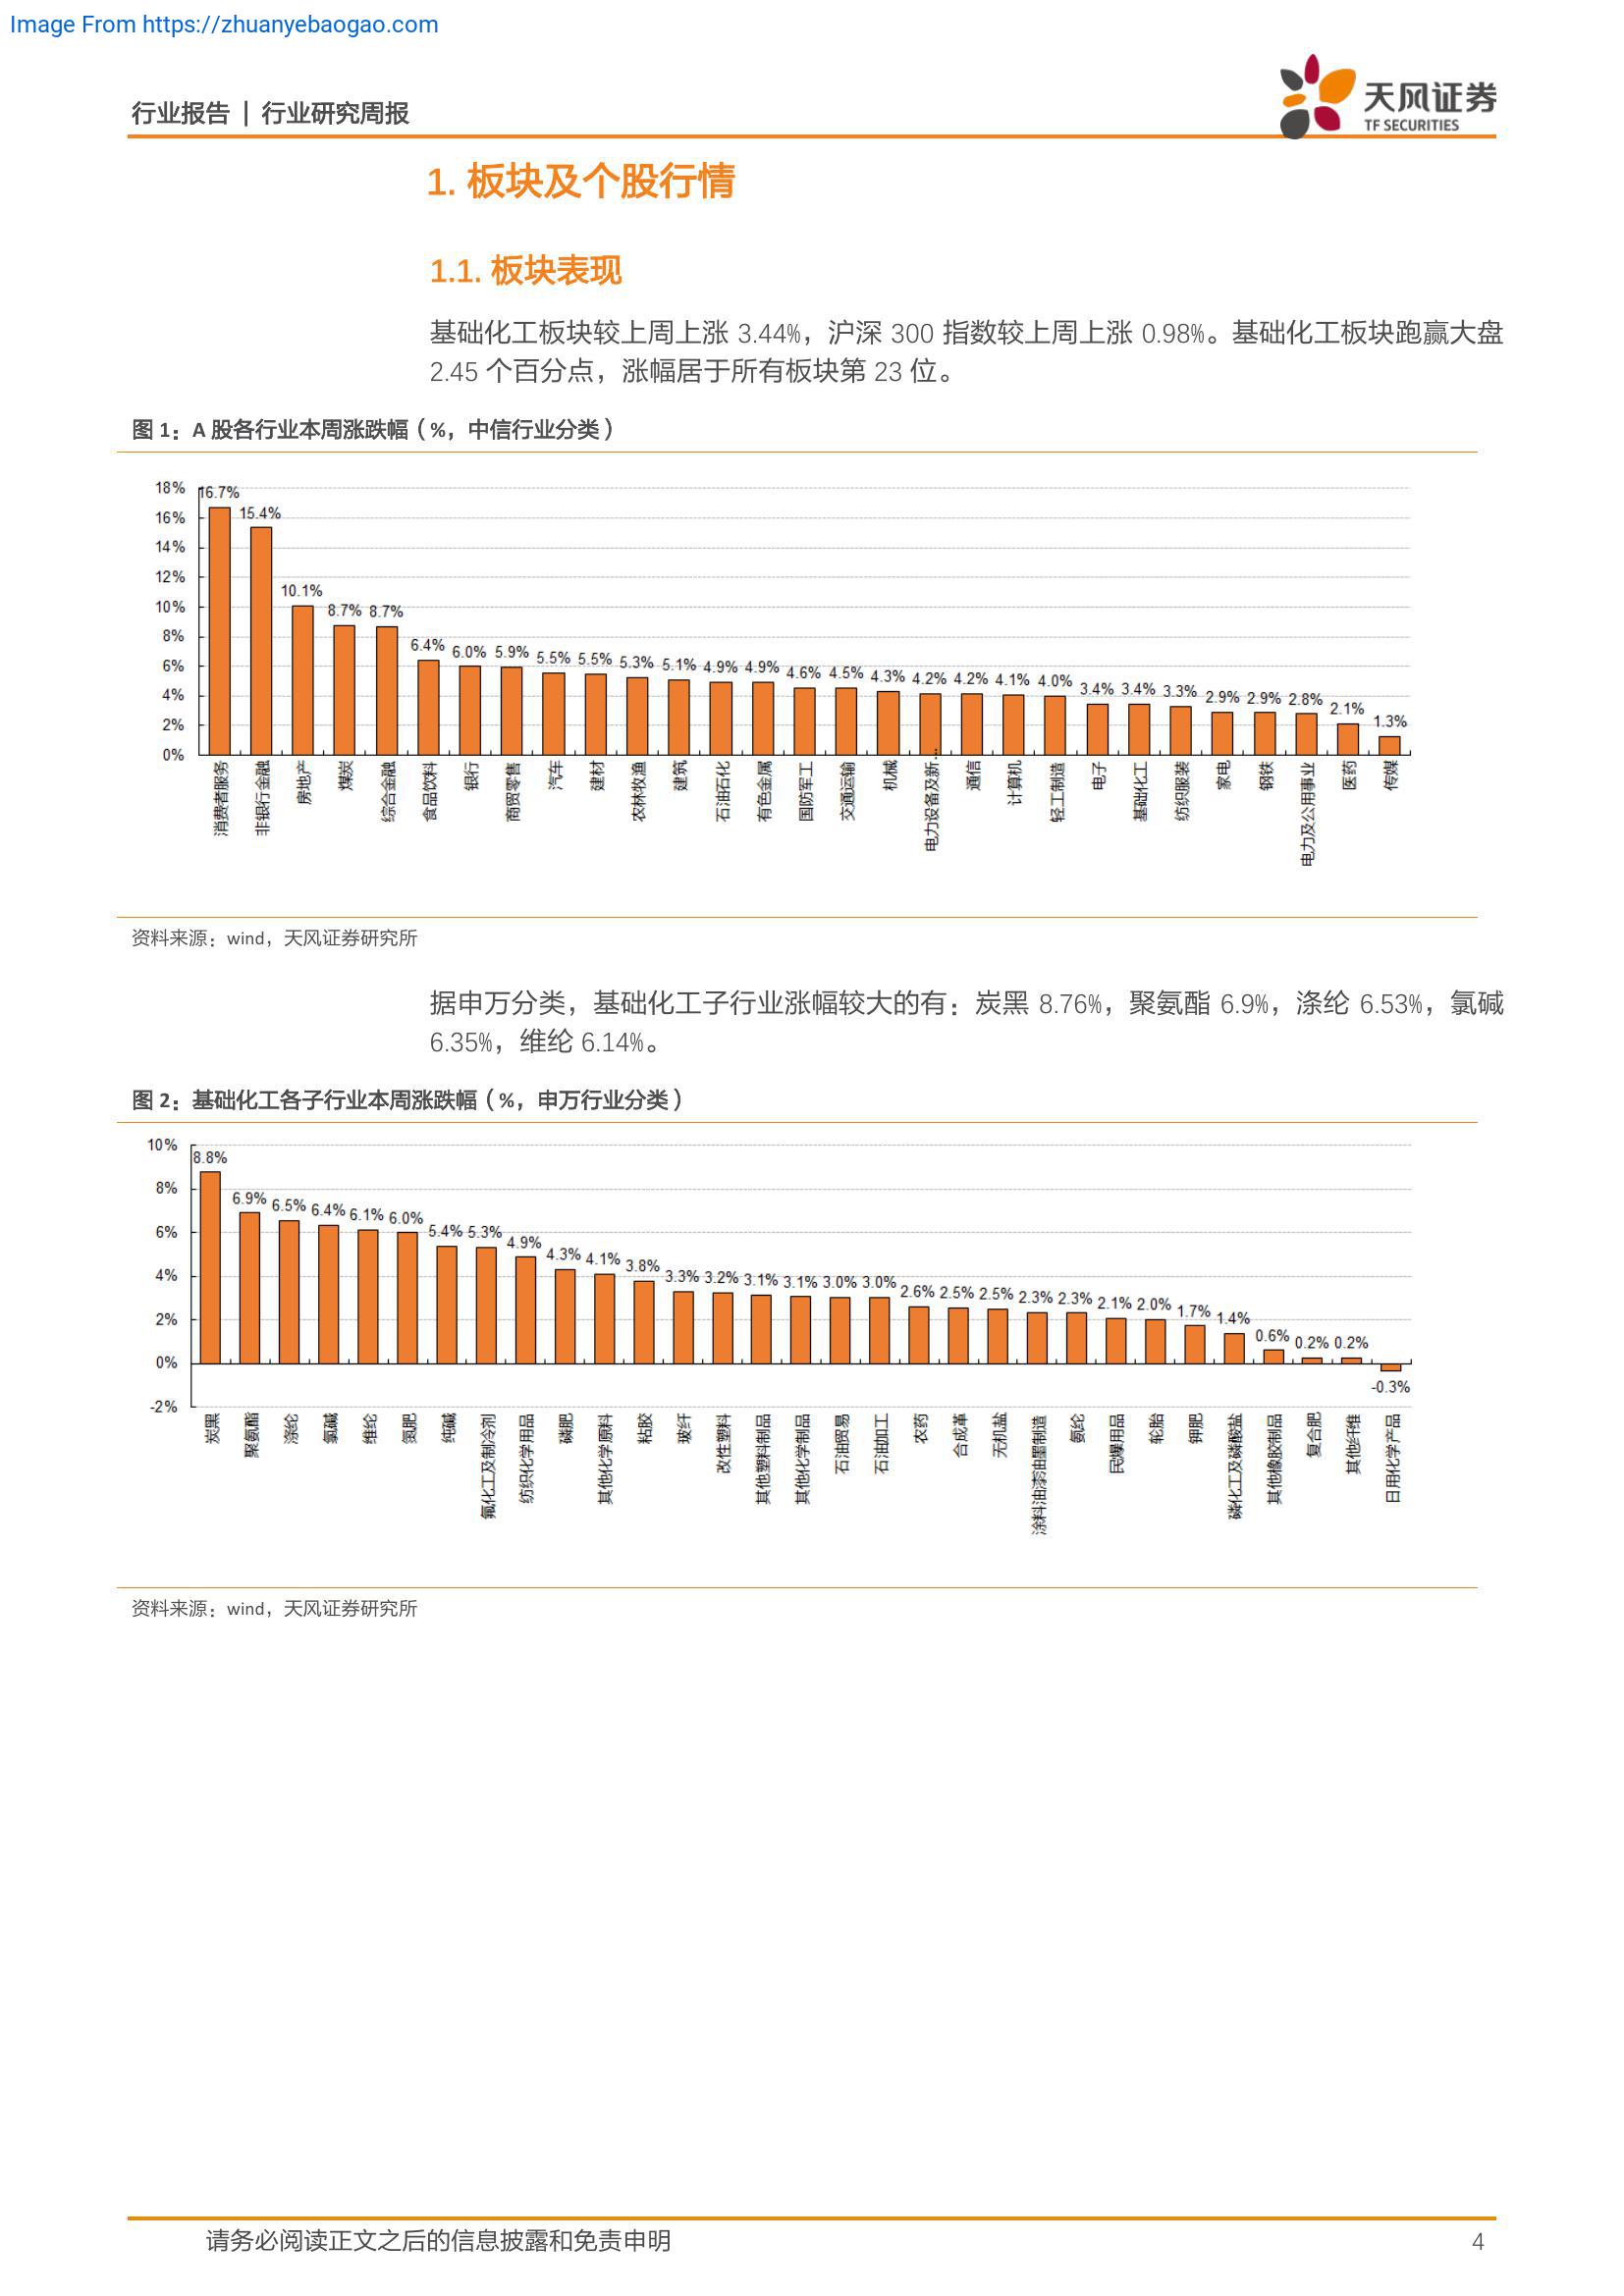 Image From https://zhuanyebaogao.com
行业报告 | 行业研究周报
天风证券
TF SECURITIES
1. 板块及个股行情
1.1. 板块表现
基础化工板块较上周上涨 3.44%，沪深 300 指数较上周上涨 0.98%。基础化工板块跑赢大盘
2.45 个百分点，涨幅居于所有板块第 23 位。
图 1：A 股各行业本周涨跌幅（%，中信行业分类）
18%
16%
14%
12%
10%
8%
6%
4%
2%
0%
16.7% 15.4% 10.1% 8.7% 8.7% 6.4% 6.0% 5.9% 5.5% 5.5% 5.3% 5.1% 4.9% 4.9% 4.6% 4.5% 4.3% 4.2% 4.2% 4.1% 4.0% 3.4% 3.4% 3.3% 2.9% 2.9% 2.8% 2.1% 1.3%
消费者服务
非银行金融
房地产
煤炭
综合金融
食品饮料
银行
商贸零售
汽车
建材
农林牧渔
建筑
石油石化
有色金属
国防军工
交通运输
机械
电力设备及新…
通信
计算机
轻工制造
电子
基础化工
纺织服装
家电
钢铁
电力及公用事业
医药
传媒
资料来源：wind，天风证券研究所
据申万分类，基础化工子行业涨幅较大的有：炭黑 8.76%，聚氨酯 6.9%，涤纶 6.53%，氯碱
6.35%，维纶 6.14%。
图 2：基础化工各子行业本周涨跌幅（%，申万行业分类）
10%
8%
6%
4%
2%
0%
-2%
8.8% 6.9% 6.5% 6.4% 6.1% 6.0% 5.4% 5.3% 4.9% 4.3% 4.1% 3.8% 3.3% 3.2% 3.1% 3.1% 3.0% 3.0% 2.6% 2.5% 2.5% 2.3% 2.3% 2.1% 2.0% 1.7% 1.4% 0.6% 0.2% 0.2% -0.3%
炭黑
聚氨酯
涤纶
氯碱
维纶
氮肥
纯碱
氟化工及制冷剂
纺织化学用品
磷肥
其他化学原料
粘胶
玻纤
改性塑料
其他塑料制品
其他化学制品
石油贸易
石油加工
农药
合成革
无机盐
涂料油漆油墨制造
氨纶
民爆用品
轮胎
钾肥
磷化工及磷酸盐
其他橡胶制品
复合肥
其他纤维
日用化学产品
资料来源：wind，天风证券研究所
请务必阅读正文之后的信息披露和免责申明
4